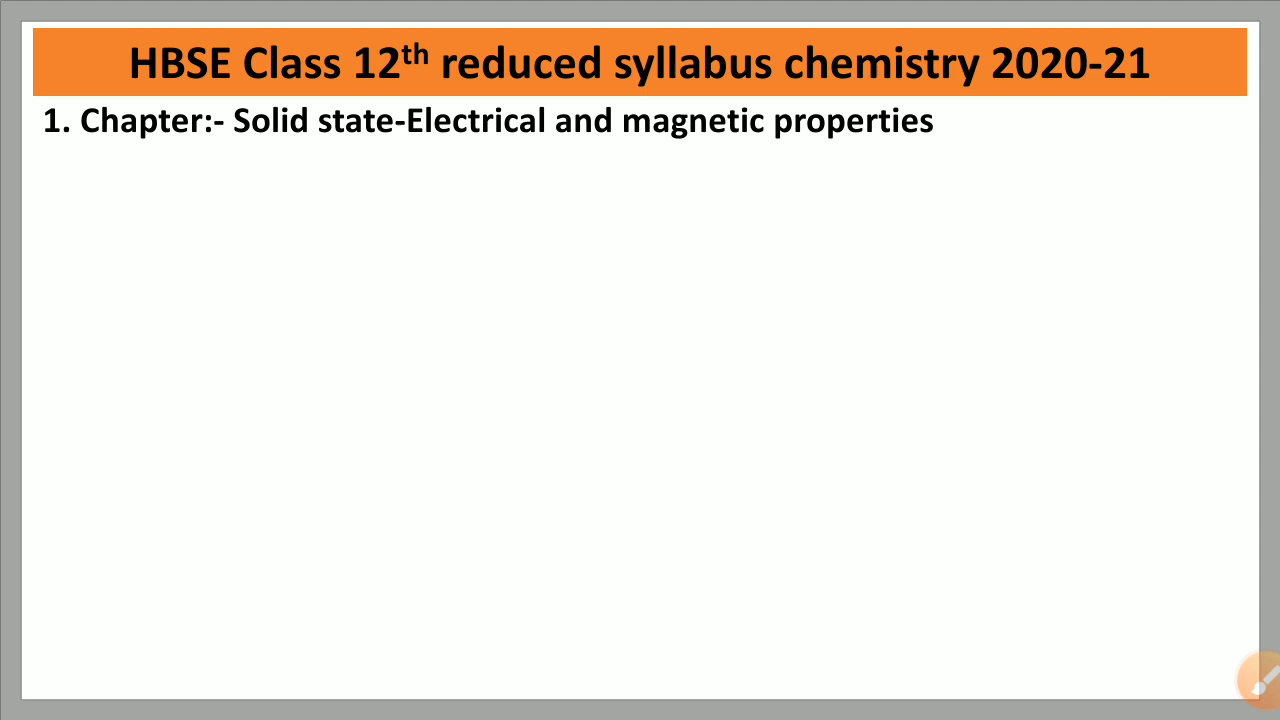 HBSE Class 12th reduced syllabus chemistry 2020-21
1. Chapter:- Solid state-Electrical and magnetic properties